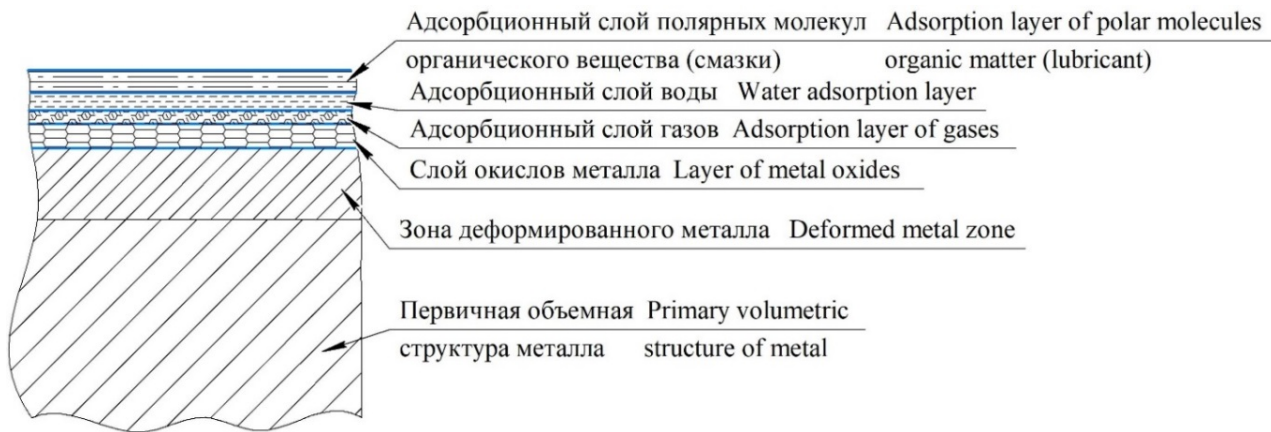 Адсорбционный слой полярных молекул Adsorption layer of polar molecules
органического вещества (смазки) organic matter (lubricant)
Адсорбционный слой воды Water adsorption layer
Адсорбционный слой газов Adsorption layer of gases
Слой окислов металла Layer of metal oxides
Зона деформированного металла Deformed metal zone
Первичная объемная Primary volumetric
структура металла structure of metal